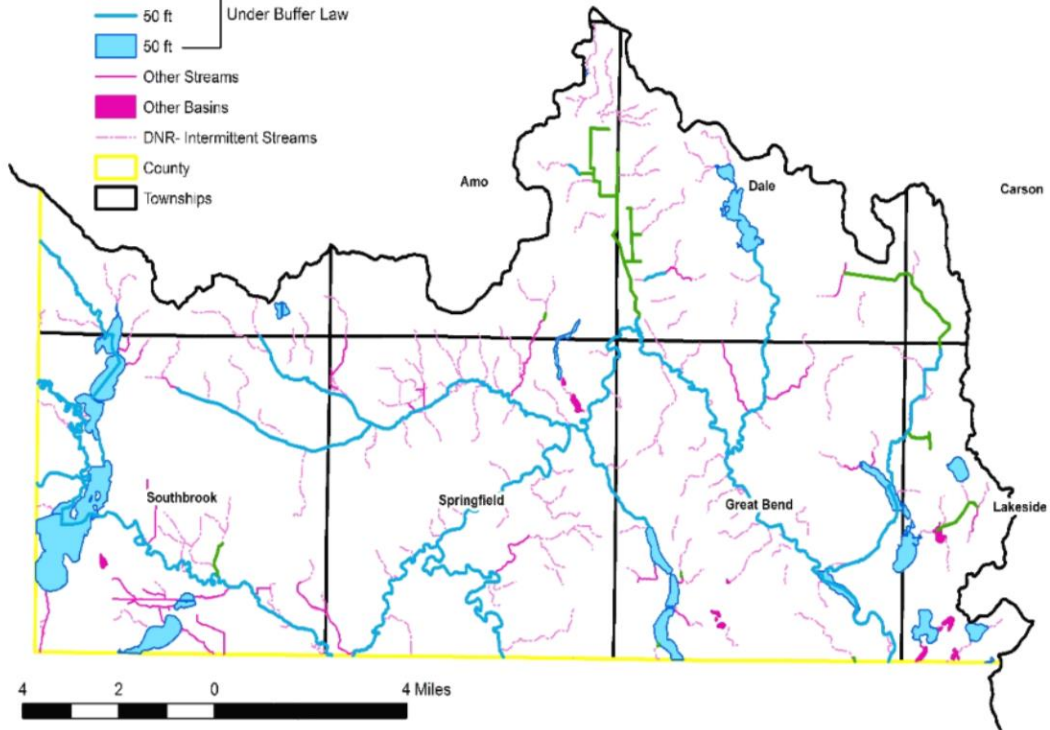 50 ft
Under Buffer Law
50 ft
Other Streams
Other Basins
DNR- Intermittent Streams
County
Townships
Amo
Dale
Carson
Southbrook
Springfield
Great Bend
Lakeside
4 2 0 4 Miles